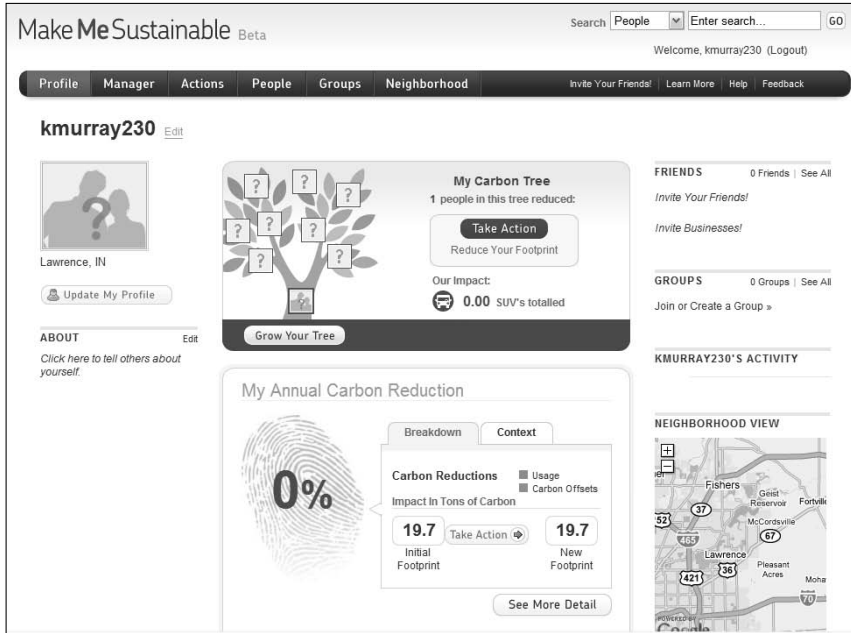 MakeMeSustainable Beta
Search People Enter search... GO
Welcome, kmurray230 (Logout)
Profile Manager Actions People Groups Neighborhood Invite Your Friends! Learn More Help Feedback
kmurray230 Edit
?
Lawrence, IN
Update My Profile
ABOUT Edit
Click here to tell others about
yourself.
? ? ? ? ? ? ?
My Carbon Tree
1 people in this tree reduced:
Take Action
Reduce Your Footprint
Our Impact:
0.00 SUV's totalled
Grow Your Tree
My Annual Carbon Reduction
0%
Breakdown Context
Carbon Reductions Usage
Carbon Offsets
Impact In Tons of Carbon
19.7 Take Action 19.7
Initial New
Footprint Footprint
See More Detail
FRIENDS 0 Friends | See All
Invite Your Friends!
Invite Businesses!
GROUPS 0 Groups | See All
Join or Create a Group »
KMURRAY230'S ACTIVITY
NEIGHBORHOOD VIEW
+
−
Fishers
Geist
Reservoir
37
McCordsville
52
67
465
Lawrence
36
Pleasant
Acres
421
70
POWERED BY
Google